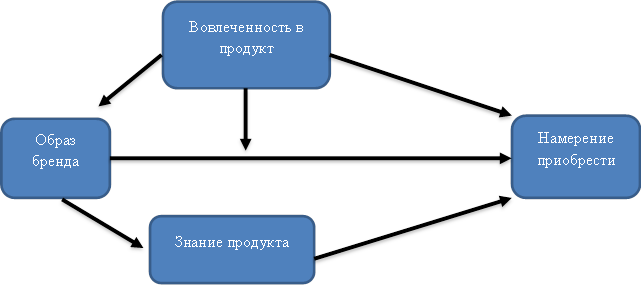 Вовлеченность в
продукт
Образ
бренда
Намерение
приобрести
Знание продукта